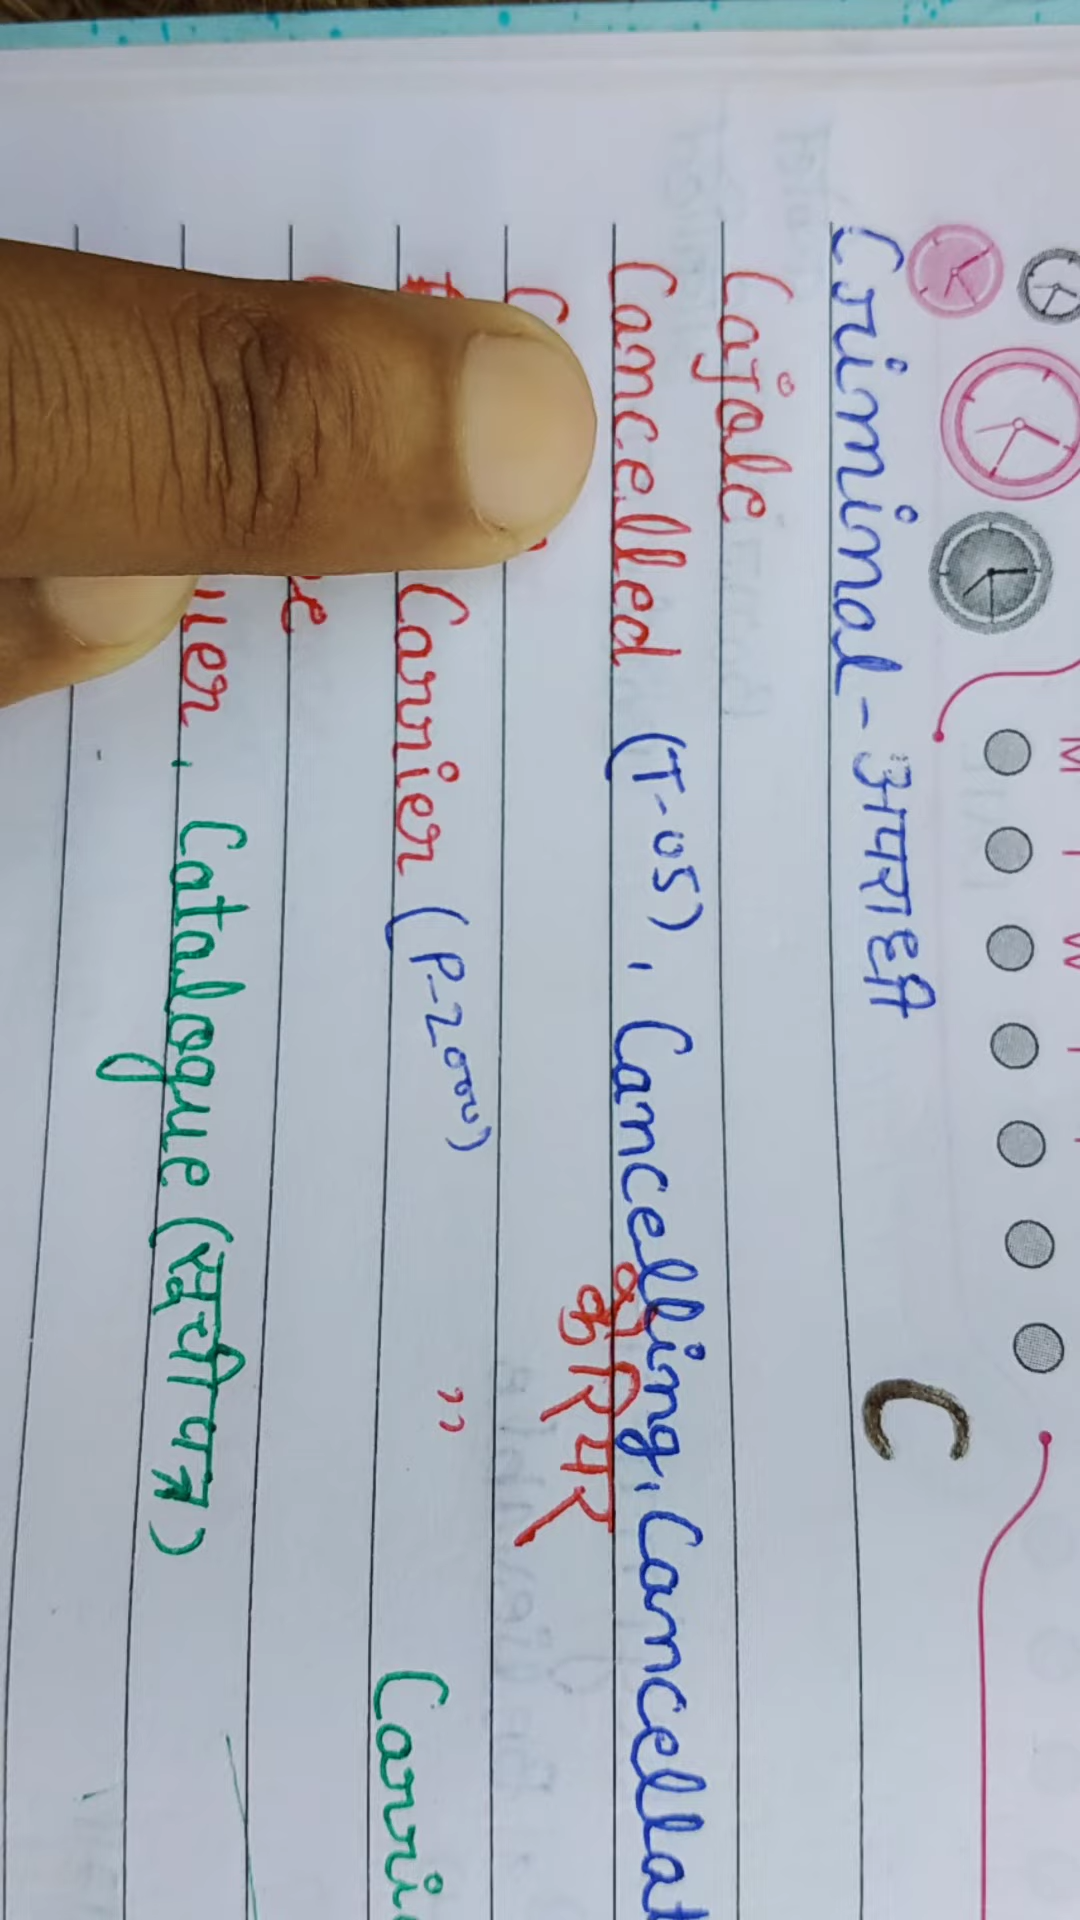 M T W T
C
Criminal - अपराधी
Cajole
Cancelled (T-05), Cancelling, Cancellat
कैरियर
Carrier (P-2000) " Carri
Catalogue (सूचीपत्र)